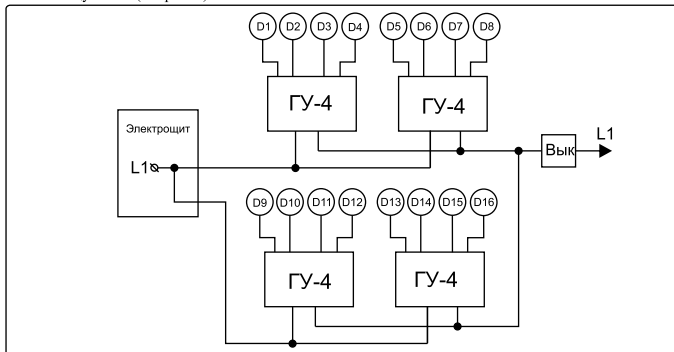 D1 D2 D3 D4 D5 D6 D7 D8
ГУ-4 ГУ-4
Электрощит
L1
Вык
L1
D9 D10 D11 D12 D13 D14 D15 D16
ГУ-4 ГУ-4